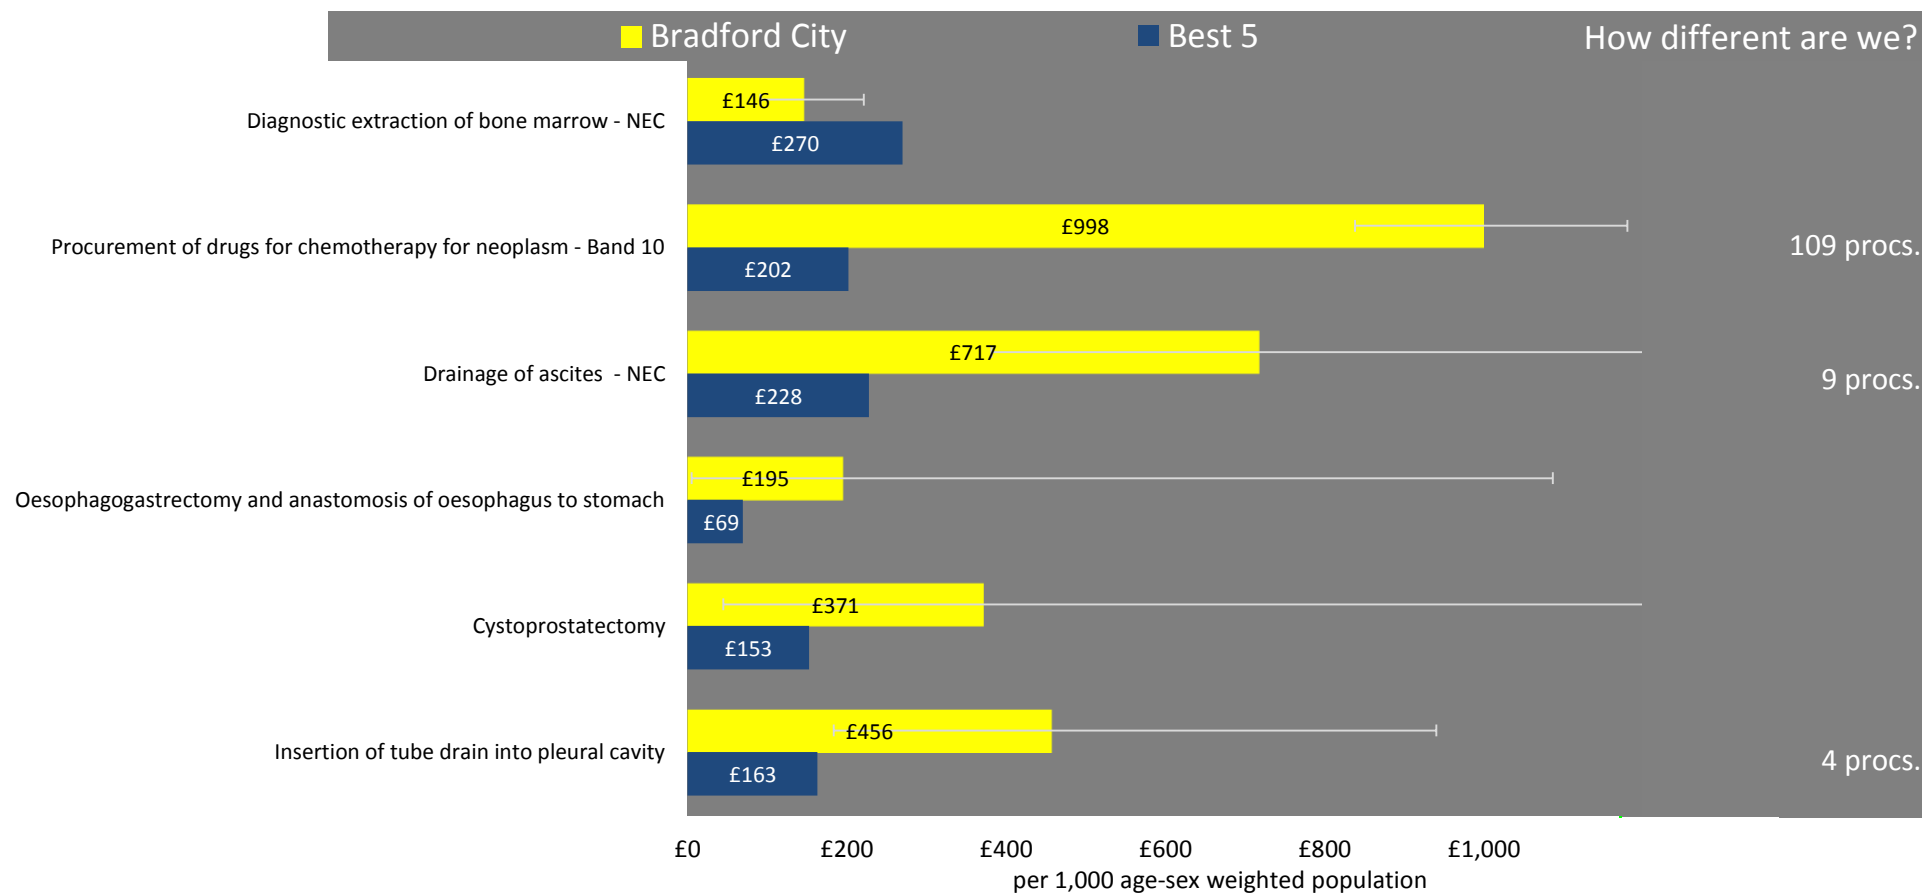 Bradford City Best 5 How different are we?
Diagnostic extraction of bone marrow - NEC
£146
£270
Procurement of drugs for chemotherapy for neoplasm - Band 10
£998
£202
109 procs.
Drainage of ascites  - NEC
£717
£228
9 procs.
Oesophagogastrectomy and anastomosis of oesophagus to stomach
£195
£69
Cystoprostatectomy
£371
£153
Insertion of tube drain into pleural cavity
£456
£163
4 procs.
£0 £200 £400 £600 £800 £1,000
per 1,000 age-sex weighted population